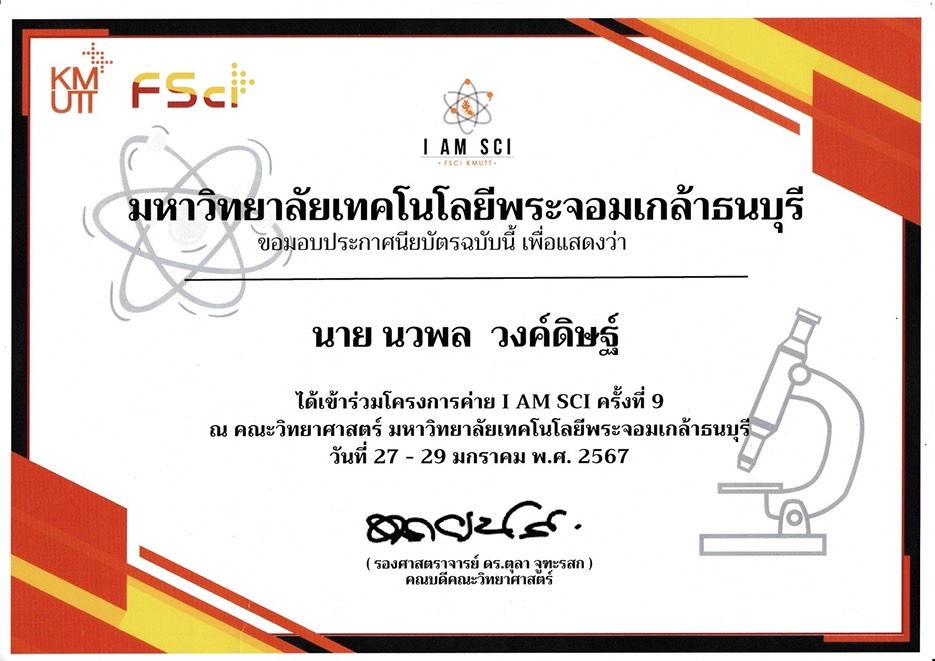 KM
UTT
FSci
I AM SCI
• FSCI KMUTT •
มหาวิทยาลัยเทคโนโลยีพระจอมเกล้าธนบุรี
ขอมอบประกาศนียบัตรฉบับนี้ เพื่อแสดงว่า
นาย นวพล วงค์ดิษฐ์
ได้เข้าร่วมโครงการค่าย I AM SCI ครั้งที่ 9
ณ คณะวิทยาศาสตร์ มหาวิทยาลัยเทคโนโลยีพระจอมเกล้าธนบุรี
วันที่ 27 - 29 มกราคม พ.ศ. 2567
( รองศาสตราจารย์ ดร.ตุลา จูฑะรสก )
คณบดีคณะวิทยาศาสตร์